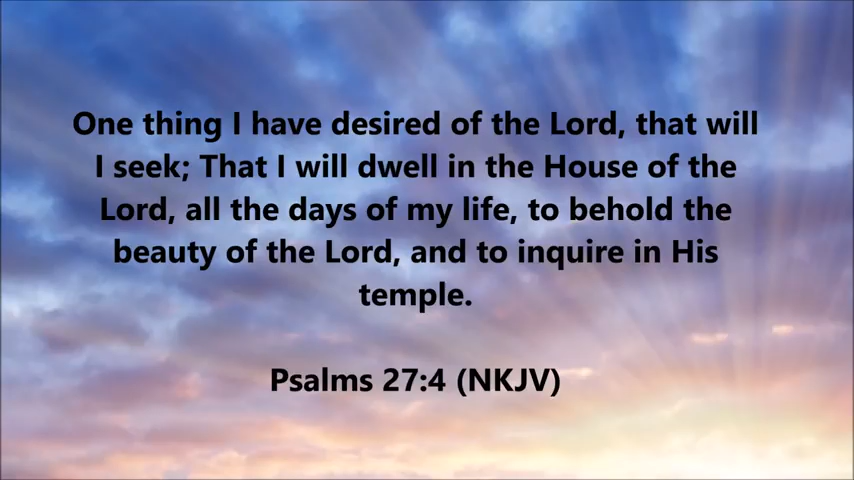 One thing I have desired of the Lord, that will
I seek; That I will dwell in the House of the
Lord, all the days of my life, to behold the
beauty of the Lord, and to inquire in His
temple.
Psalms 27:4 (NKJV)